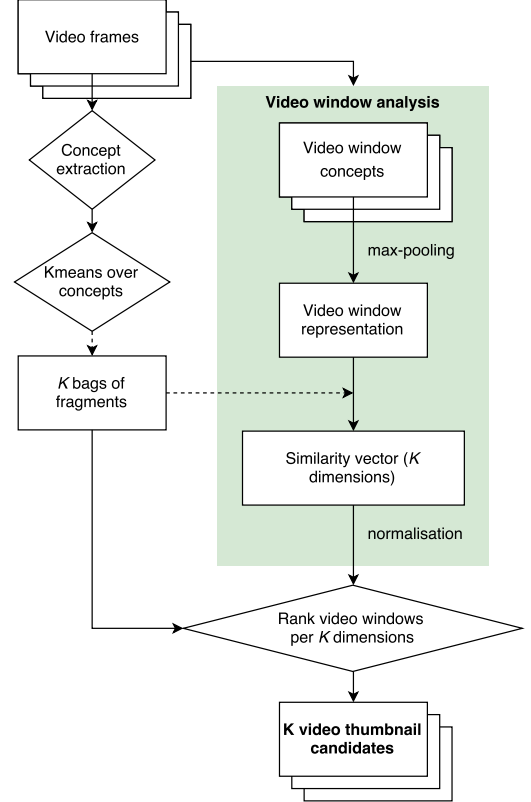 Video frames
Video window analysis
Concept
extraction
Video window
concepts
max-pooling
Kmeans over
concepts
Video window
representation
K bags of
fragments
Similarity vector (K
dimensions)
normalisation
Rank video windows
per K dimensions
K video thumbnail
candidates